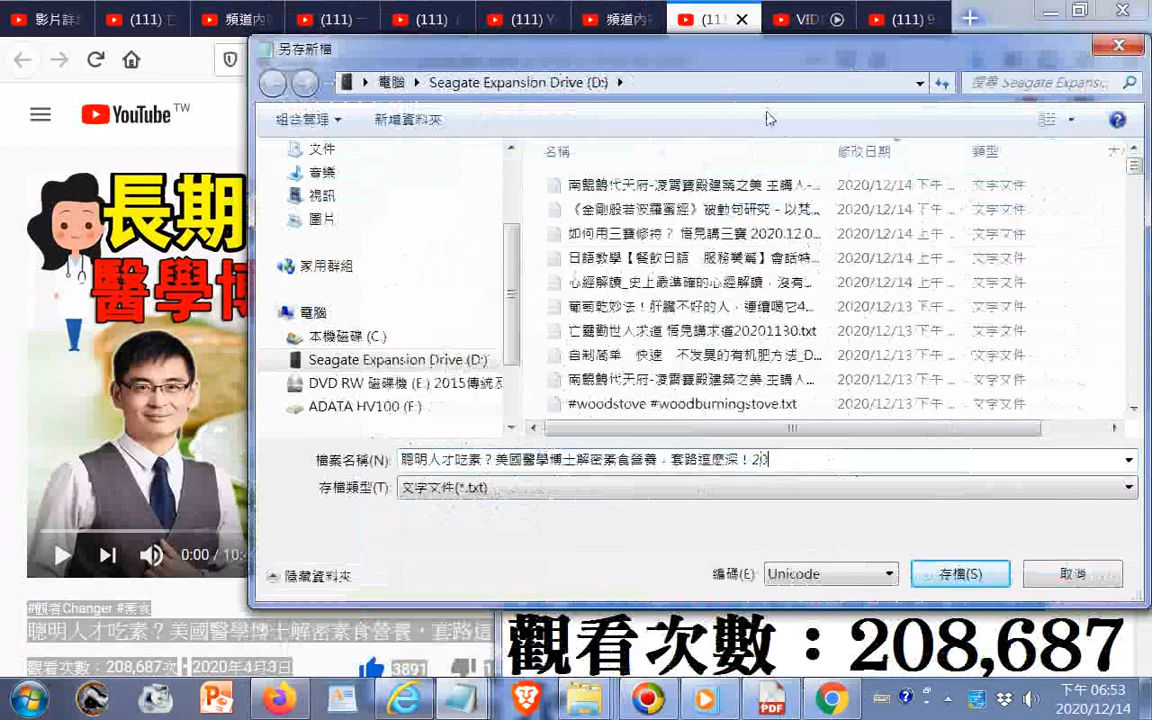 影片詳
(111) 亡
頻道內
(111) 一
(111) (
(111) Y
頻道內
(11
VID
(111) 9
另存新檔
電腦
Seagate Expansion Drive (D:)
搜尋 Seagate Expansi...
YouTube TW
組合管理
新增資料夾
文件
音樂
視訊
圖片
家用群組
電腦
本機磁碟 (C:)
Seagate Expansion Drive (D:)
DVD RW 磁碟機 (E:) 2015傳統及
ADATA HV100 (F:)
名稱
修改日期
類型
大
南鯤鯓代天府-凌霄寶殿建築之美 主講人-...
2020/12/14 下午 ...
文字文件
《金剛般若波羅蜜經》被動句研究 - 以梵...
2020/12/14 下午 ...
文字文件
如何用三寶修持? 悟見講三寶 2020.12.0...
2020/12/14 上午 ...
文字文件
日語教學【餐飲日語 服務業篇】會話特...
2020/12/14 上午 ...
文字文件
心經解讀_史上最準確的心經解讀,沒有...
2020/12/14 上午 ...
文字文件
葡萄乾妙法!肝臟不好的人,連續喝它4...
2020/12/14 上午 ...
文字文件
亡靈勸世人求道 悟見講求道20201130.txt
2020/12/14 上午 ...
文字文件
自制简单 快速 不发臭的有机肥方法_D...
2020/12/14 上午 ...
文字文件
南鯤鯓代天府-凌霄寶殿建築之美 主講人...
2020/12/13 下午 ...
文字文件
#woodstove #woodburningstove.txt
2020/12/13 下午 ...
文字文件
檔案名稱(N):
聰明人才吃素?美國醫學博士解密素食營養,套路這麼深!20
存檔類型(T):
文字文件(*.txt)
隱藏資料夾
編碼(E):
Unicode
存檔(S)
取消
長期
醫學博
0:00 / 10:
#觀者Changer #素食
聰明人才吃素?美國醫學博士解密素食營養,套路這
觀看次數:208,687次 • 2020年4月3日
3891
觀看次數:208,687
下午 06:53
2020/12/14